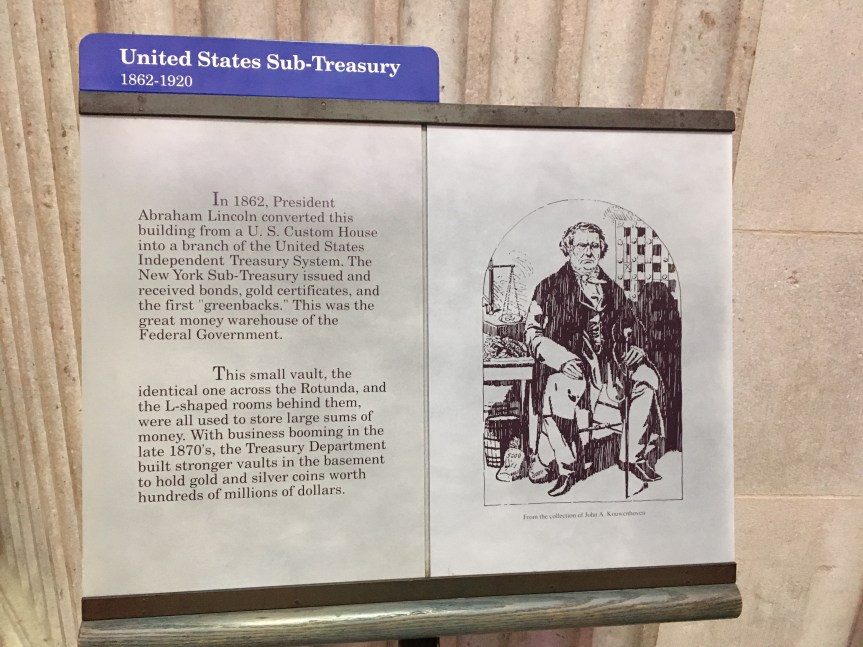 United States Sub-Treasury
1862-1920
In 1862, President
Abraham Lincoln converted this
building from a U. S. Custom House
into a branch of the United States
Independent Treasury System. The
New York Sub-Treasury issued and
received bonds, gold certificates, and
the first "greenbacks." This was the
great money warehouse of the
Federal Government.
This small vault, the
identical one across the Rotunda, and
the L-shaped rooms behind them,
were all used to store large sums of
money. With business booming in the
late 1870's, the Treasury Department
built stronger vaults in the basement
to hold gold and silver coins worth
hundreds of millions of dollars.
From the collection of John A. Kouwenhoven